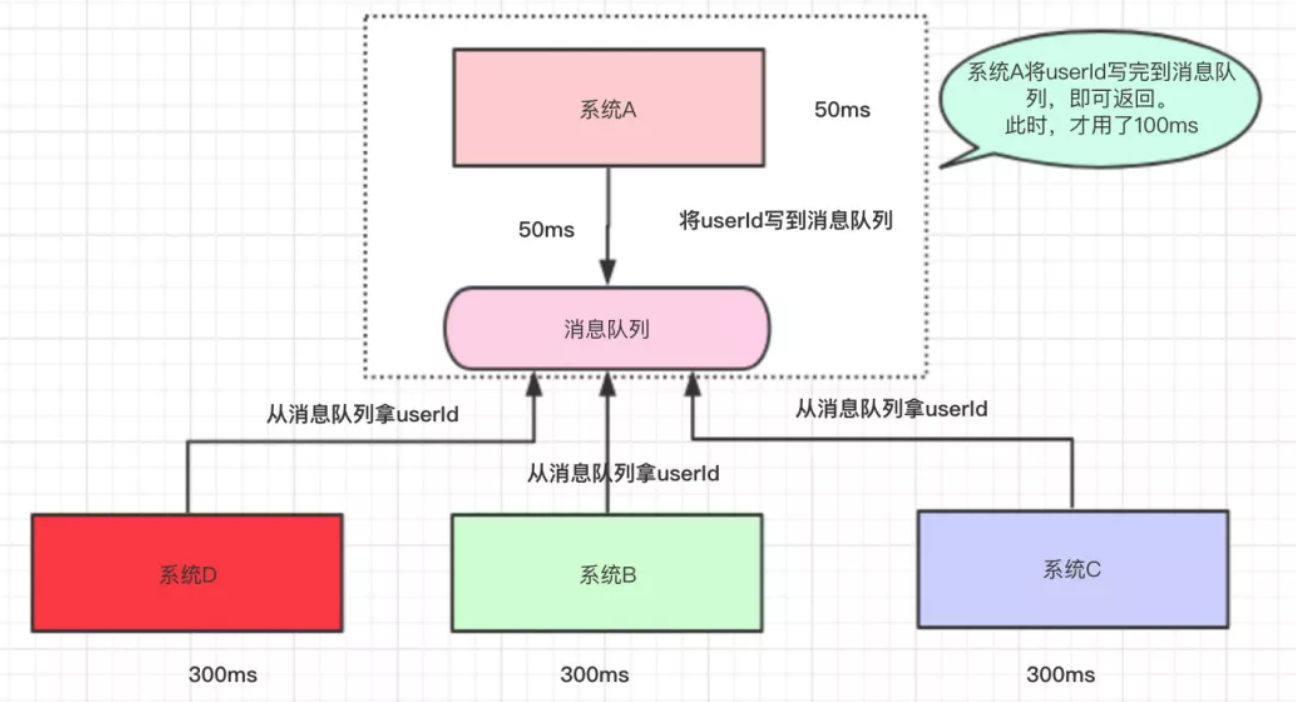 系统A
50ms
系统A将userId写完到消息队
列，即可返回。
此时，才用了100ms
50ms
将userId写到消息队列
消息队列
从消息队列拿userId
从消息队列拿userId
从消息队列拿userId
系统D
系统B
系统C
300ms
300ms
300ms